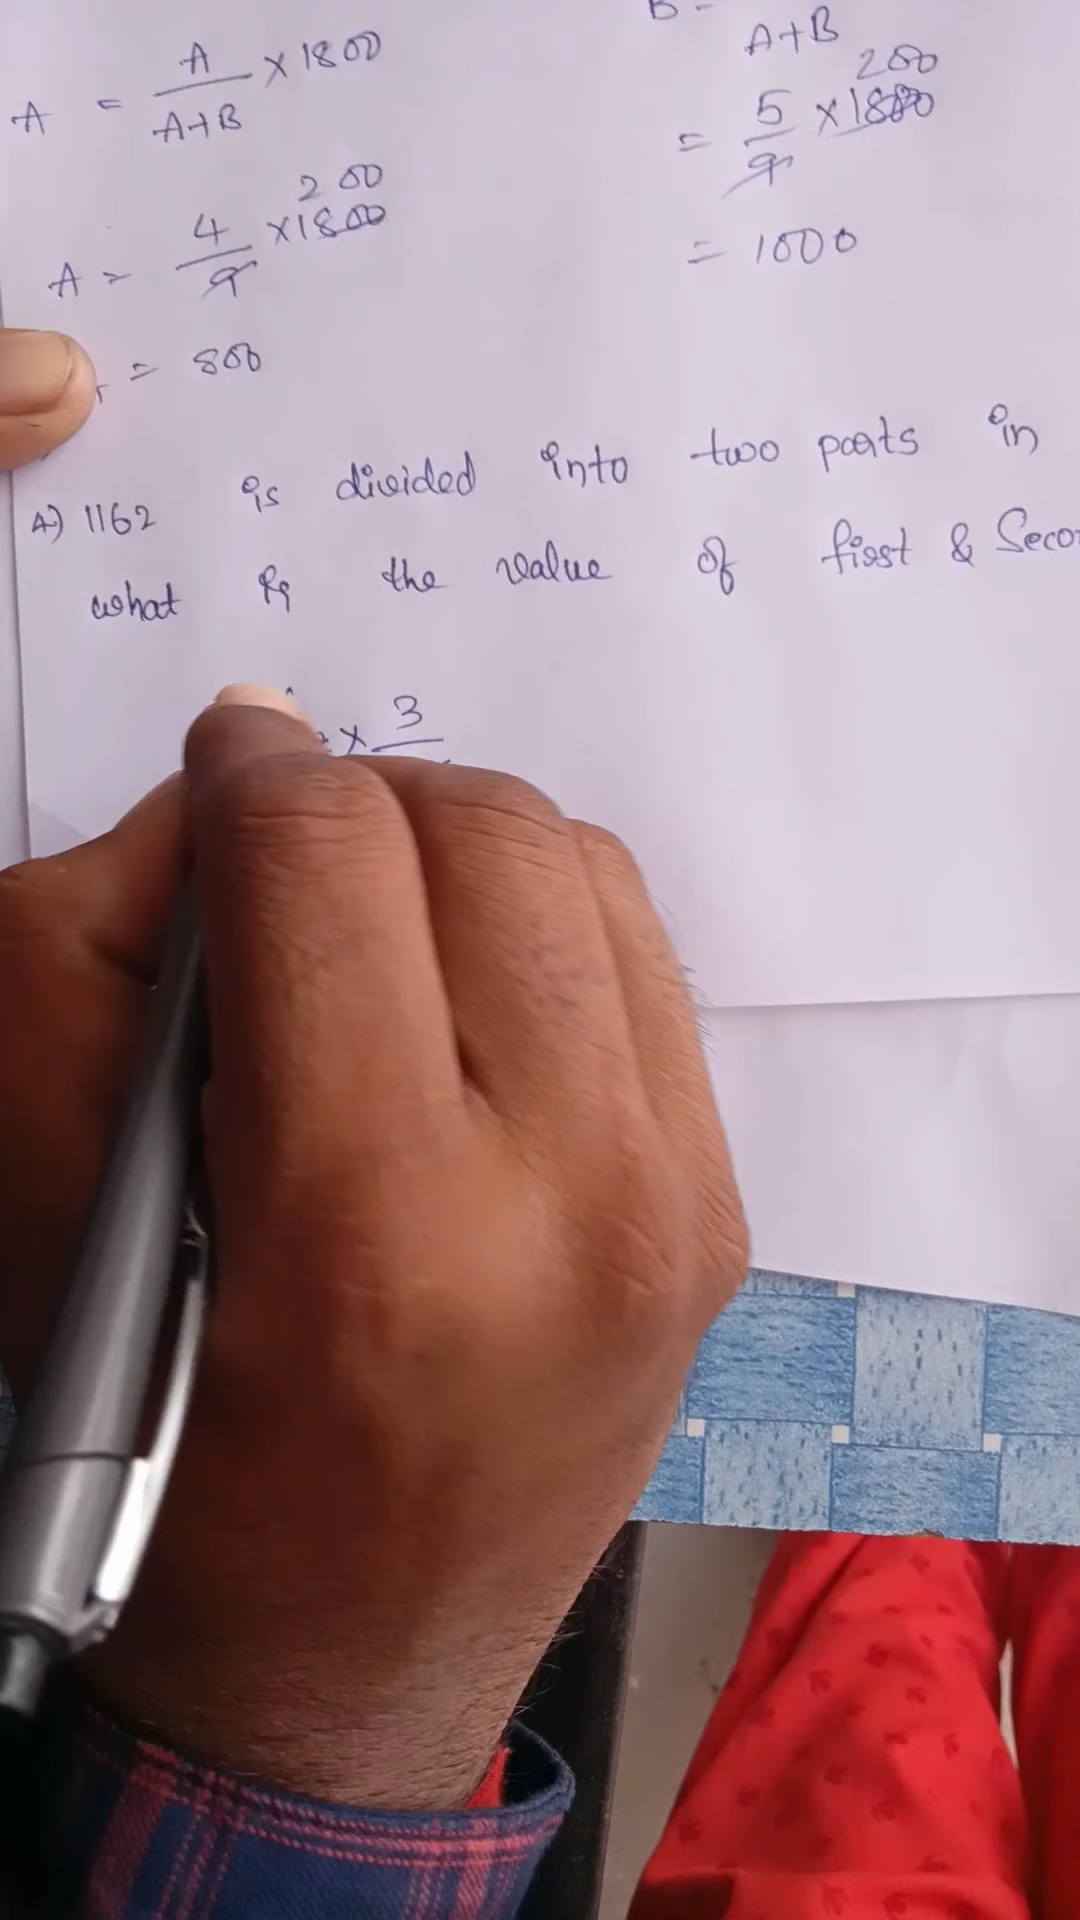 A = A/A+B × 1800
A = 4/9 × 1800 200
= 800
B =
A+B
= 5/9 × 1800 200
= 1000
4) 1162 is divided into two parts in
what is the value of first & Seco
× 3